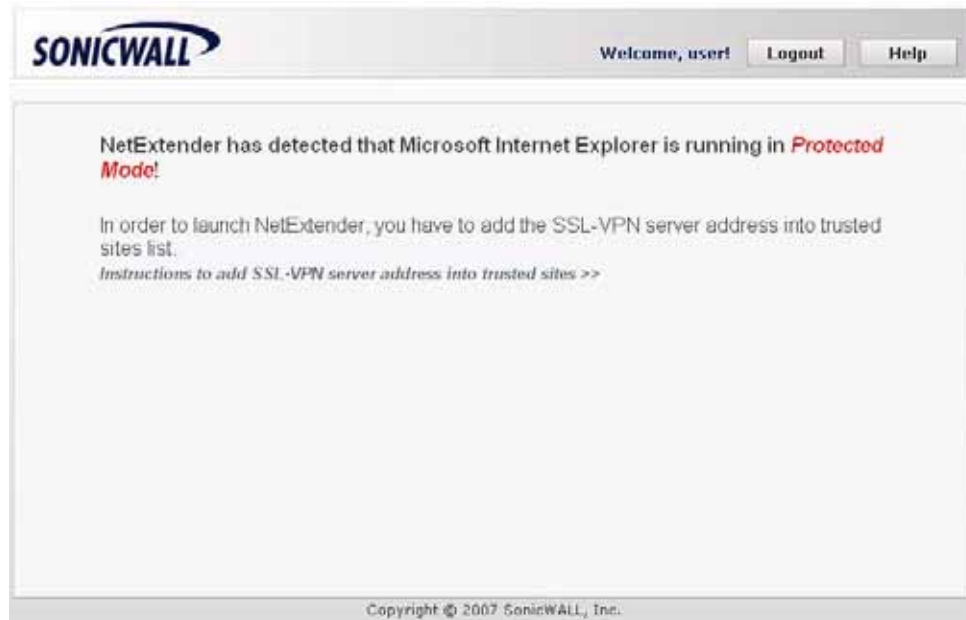 SONICWALL
Welcome, user! Logout Help
NetExtender has detected that Microsoft Internet Explorer is running in Protected
Mode!
In order to launch NetExtender, you have to add the SSL-VPN server address into trusted
sites list.
Instructions to add SSL-VPN server address into trusted sites >>
Copyright © 2007 SonicWALL, Inc.